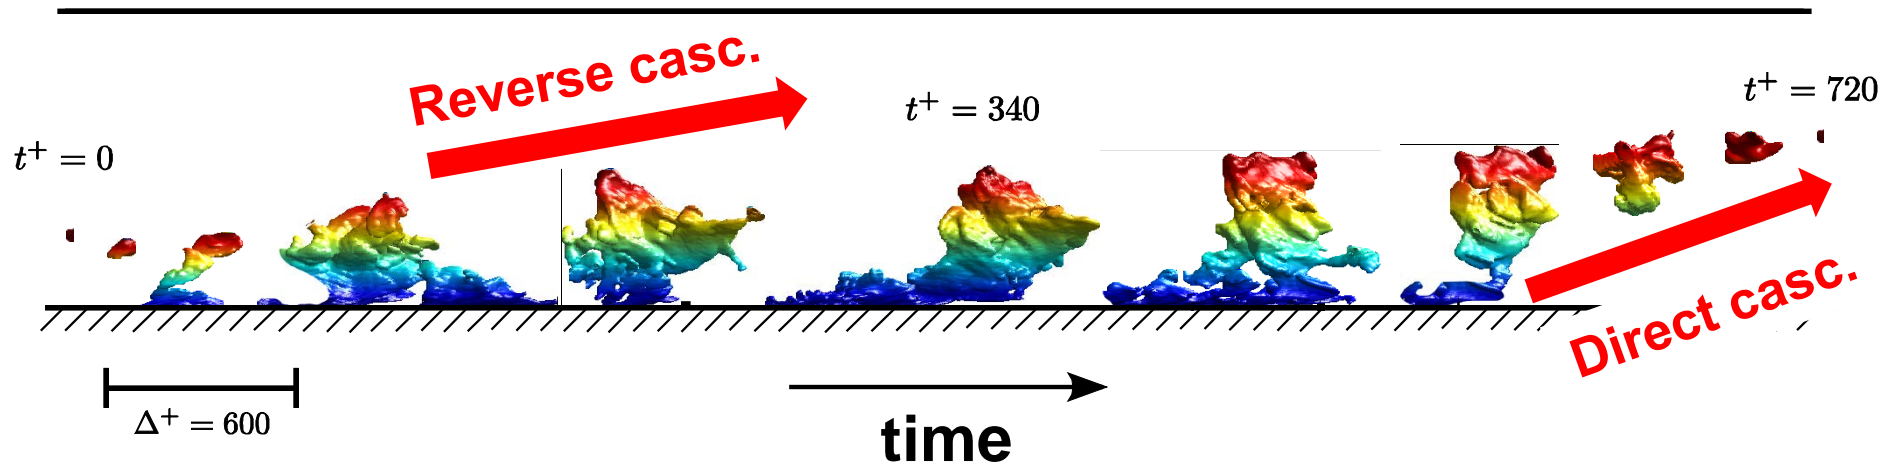 Reverse casc.
t⁺ = 0
t⁺ = 340
t⁺ = 720
Direct casc.
Δ⁺ = 600
time